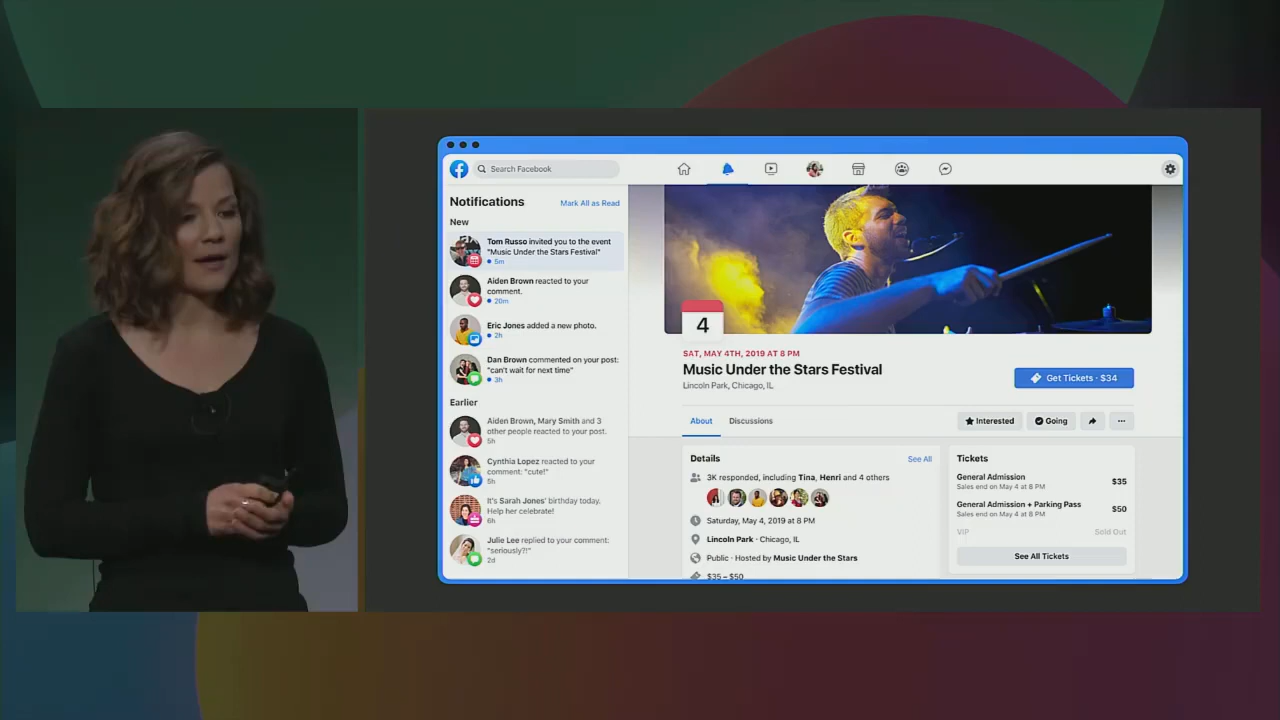 Search Facebook
Notifications
Mark All as Read
New
Tom Russo invited you to the event
"Music Under the Stars Festival"
5m
Aiden Brown reacted to your
comment.
20m
Eric Jones added a new photo.
2h
Dan Brown commented on your post:
"can't wait for next time"
3h
Earlier
Aiden Brown, Mary Smith and 3
other people reacted to your post.
5h
Cynthia Lopez reacted to your
comment: "cute!"
5h
It's Sarah Jones' birthday today.
Help her celebrate!
6h
Julie Lee replied to your comment:
"seriously?!"
2d
4
SAT, MAY 4TH, 2019 AT 8 PM
Music Under the Stars Festival
Lincoln Park, Chicago, IL
Get Tickets · $34
About
Discussions
Interested
Going
Details
See All
3K responded, including Tina, Henri and 4 others
Saturday, May 4, 2019 at 8 PM
Lincoln Park · Chicago, IL
Public · Hosted by Music Under the Stars
$35 – $50
Tickets
General Admission
Sales end on May 4 at 8 PM
$35
General Admission + Parking Pass
Sales end on May 4 at 8 PM
$50
VIP
Sold Out
See All Tickets